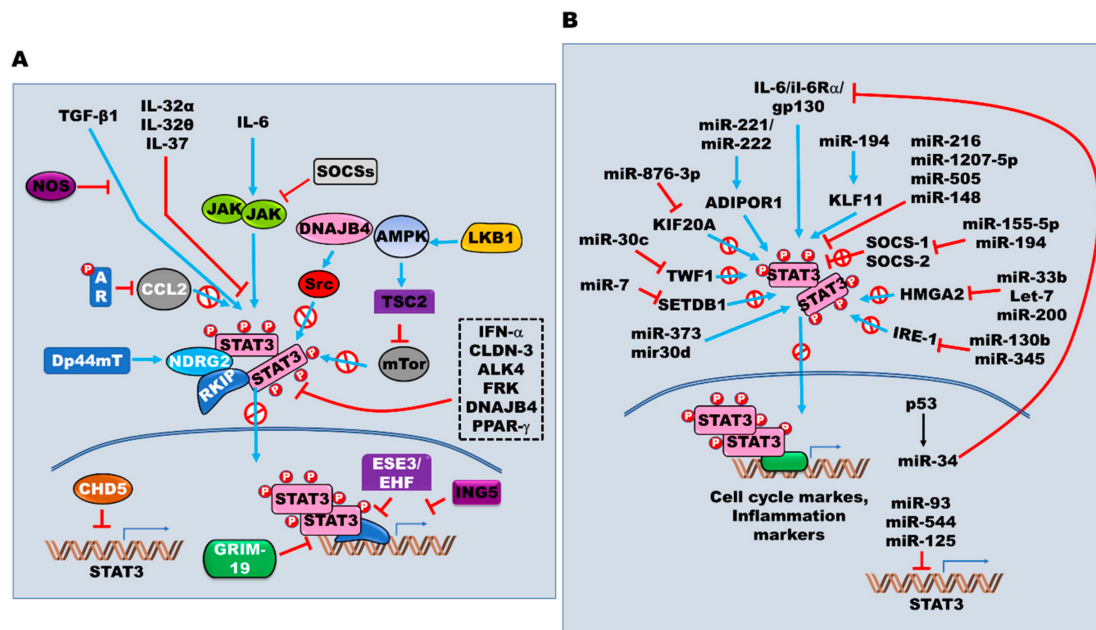 A
TGF-β1
IL-32α
IL-32θ
IL-37
IL-6
NOS
SOCSs
JAK
JAK
DNAJB4
AMPK
LKB1
P
A
R
CCL2
Src
TSC2
P
P
P
STAT3
P
STAT3
P
P
mTor
IFN-α
CLDN-3
ALK4
FRK
DNAJB4
PPAR-γ
Dp44mT
NDRG2
RKIP
CHD5
STAT3
P
P
STAT3
P
P
STAT3
P
ESE3/
EHF
ING5
GRIM-
19
B
IL-6/iI-6Rα/
gp130
miR-221/
miR-222
miR-194
miR-216
miR-1207-5p
miR-505
miR-148
miR-876-3p
ADIPOR1
KLF11
KIF20A
miR-30c
TWF1
miR-7
SETDB1
miR-373
mir30d
P
P
P
STAT3
P
STAT3
P
P
SOCS-1
SOCS-2
miR-155-5p
miR-194
HMGA2
miR-33b
Let-7
miR-200
IRE-1
miR-130b
miR-345
P
P
STAT3
P
P
STAT3
P
Cell cycle markes,
Inflammation
markers
p53
miR-34
miR-93
miR-544
miR-125
STAT3